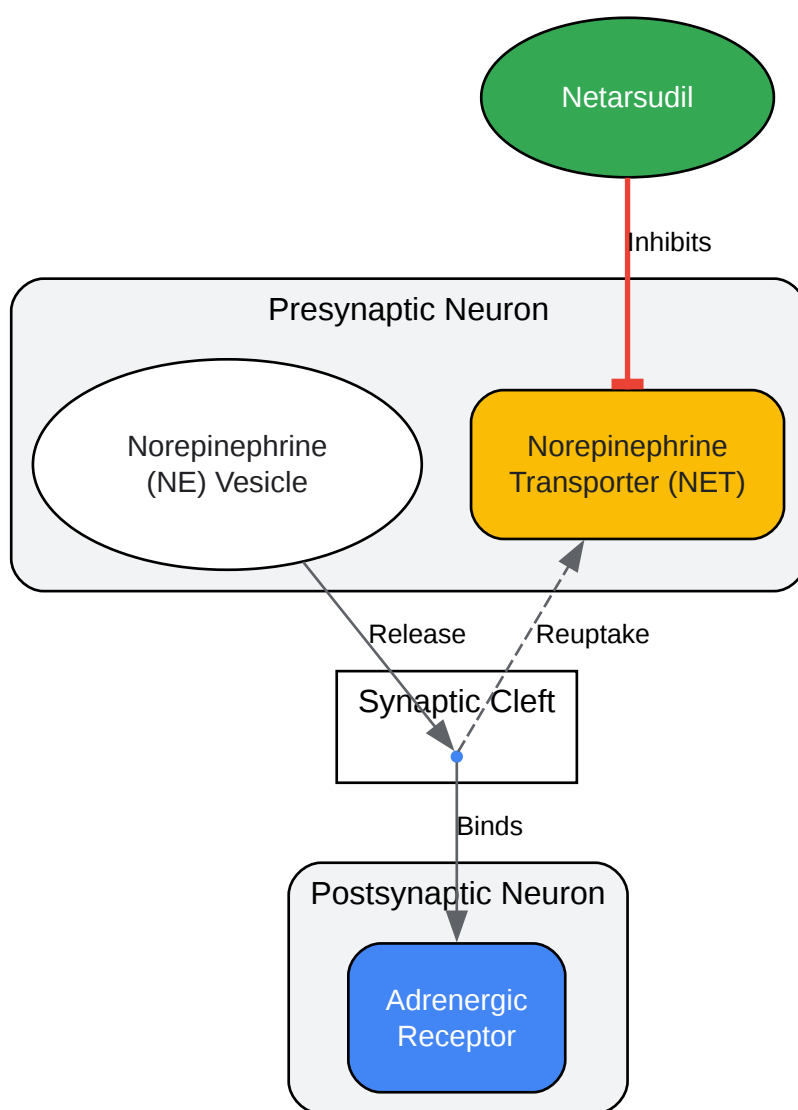 Netarsudil
Inhibits
Presynaptic Neuron
Norepinephrine
(NE) Vesicle
Norepinephrine
Transporter (NET)
Release
Reuptake
Synaptic Cleft
Binds
Postsynaptic Neuron
Adrenergic
Receptor